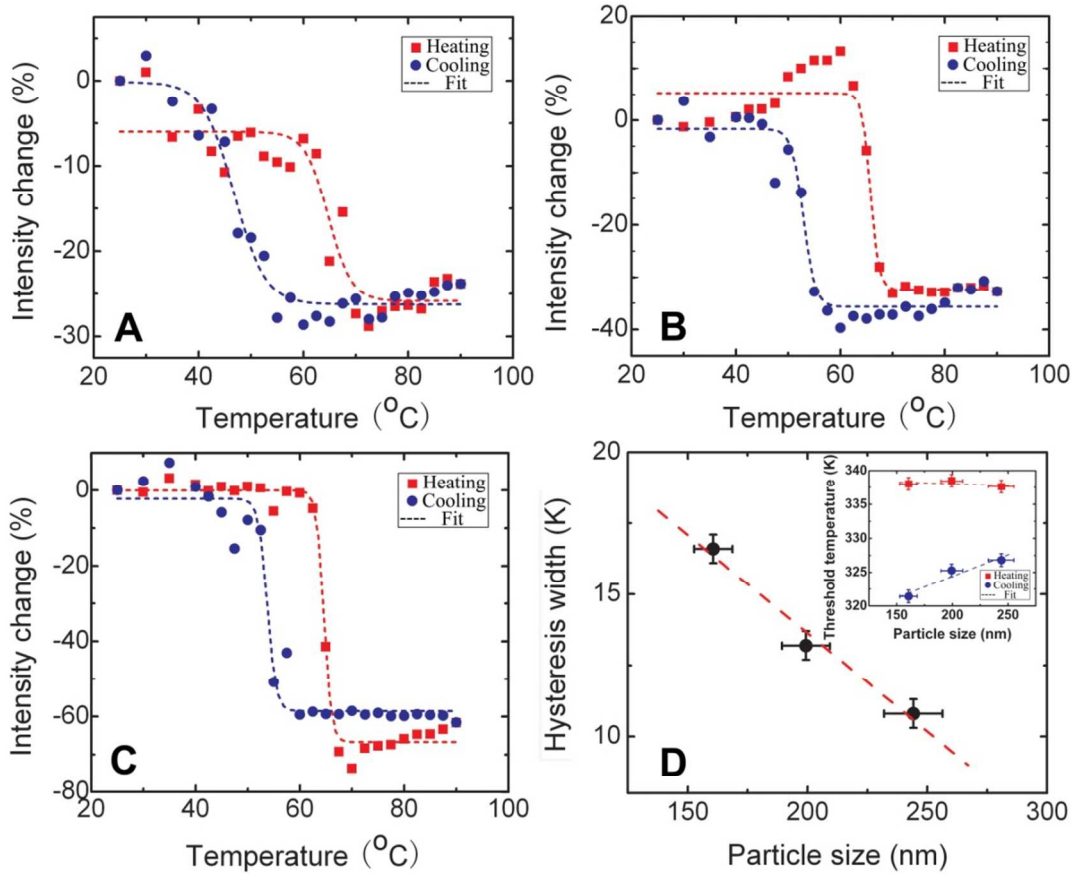 Intensity change (%)
0
-10
-20
-30
Heating
Cooling
Fit
A
20 40 60 80 100
Temperature (°C)
Intensity change (%)
20
0
-20
-40
Heating
Cooling
Fit
B
20 40 60 80 100
Temperature (°C)
Intensity change (%)
0
-20
-40
-60
-80
Heating
Cooling
Fit
C
20 40 60 80 100
Temperature (°C)
Hysteresis width (K)
20
15
10
D
150 200 250 300
Particle size (nm)
Threshold temperature (K)
340
335
330
325
320
Heating
Cooling
Fit
150 200 250
Particle size (nm)